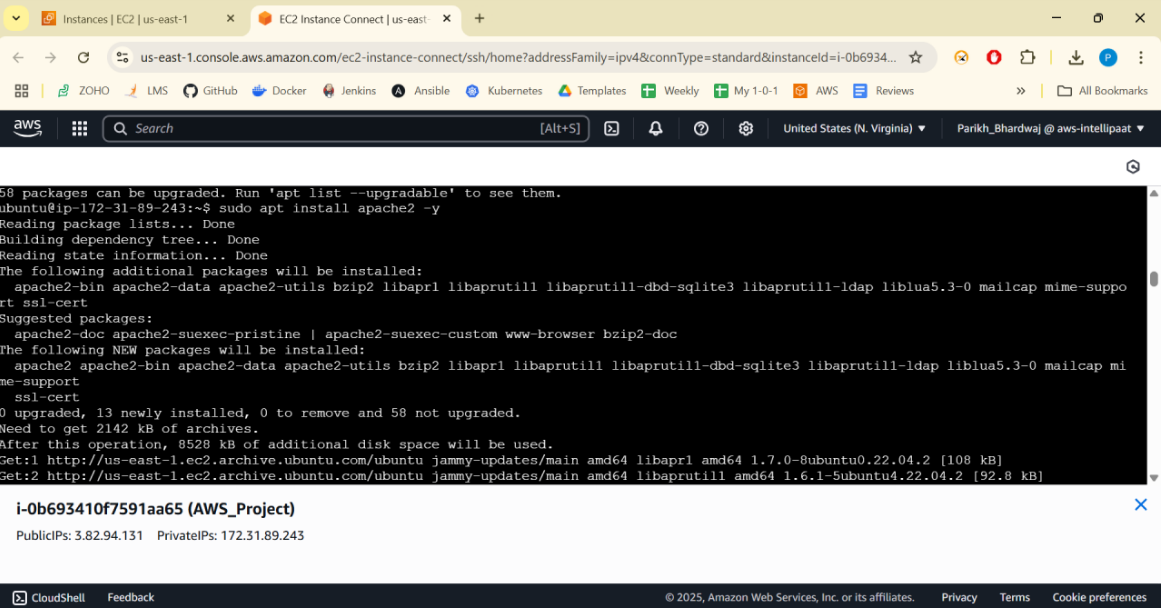 Instances | EC2 | us-east-1
EC2 Instance Connect | us-east-
us-east-1.console.aws.amazon.com/ec2-instance-connect/ssh/home?addressFamily=ipv4&connType=standard&instanceId=i-0b6934...
P
ZOHO LMS GitHub Docker Jenkins Ansible Kubernetes Templates Weekly My 1-0-1 AWS Reviews » All Bookmarks
aws Search [Alt+S] United States (N. Virginia) ▼ Parikh_Bhardwaj @ aws-intellipaat ▼
58 packages can be upgraded. Run 'apt list --upgradable' to see them.
ubuntu@ip-172-31-89-243:~$ sudo apt install apache2 -y
Reading package lists... Done
Building dependency tree... Done
Reading state information... Done
The following additional packages will be installed:
apache2-bin apache2-data apache2-utils bzip2 libapr1 libaprutil1 libaprutil1-dbd-sqlite3 libaprutil1-ldap liblua5.3-0 mailcap mime-suppo
rt ssl-cert
Suggested packages:
apache2-doc apache2-suexec-pristine | apache2-suexec-custom www-browser bzip2-doc
The following NEW packages will be installed:
apache2 apache2-bin apache2-data apache2-utils bzip2 libapr1 libaprutil1 libaprutil1-dbd-sqlite3 libaprutil1-ldap liblua5.3-0 mailcap mi
me-support
ssl-cert
0 upgraded, 13 newly installed, 0 to remove and 58 not upgraded.
Need to get 2142 kB of archives.
After this operation, 8528 kB of additional disk space will be used.
Get:1 http://us-east-1.ec2.archive.ubuntu.com/ubuntu jammy-updates/main amd64 libapr1 amd64 1.7.0-8ubuntu0.22.04.2 [108 kB]
Get:2 http://us-east-1.ec2.archive.ubuntu.com/ubuntu jammy-updates/main amd64 libaprutil1 amd64 1.6.1-5ubuntu4.22.04.2 [92.8 kB]
i-0b693410f7591aa65 (AWS_Project)
PublicIPs: 3.82.94.131 PrivateIPs: 172.31.89.243
CloudShell Feedback © 2025, Amazon Web Services, Inc. or its affiliates. Privacy Terms Cookie preferences